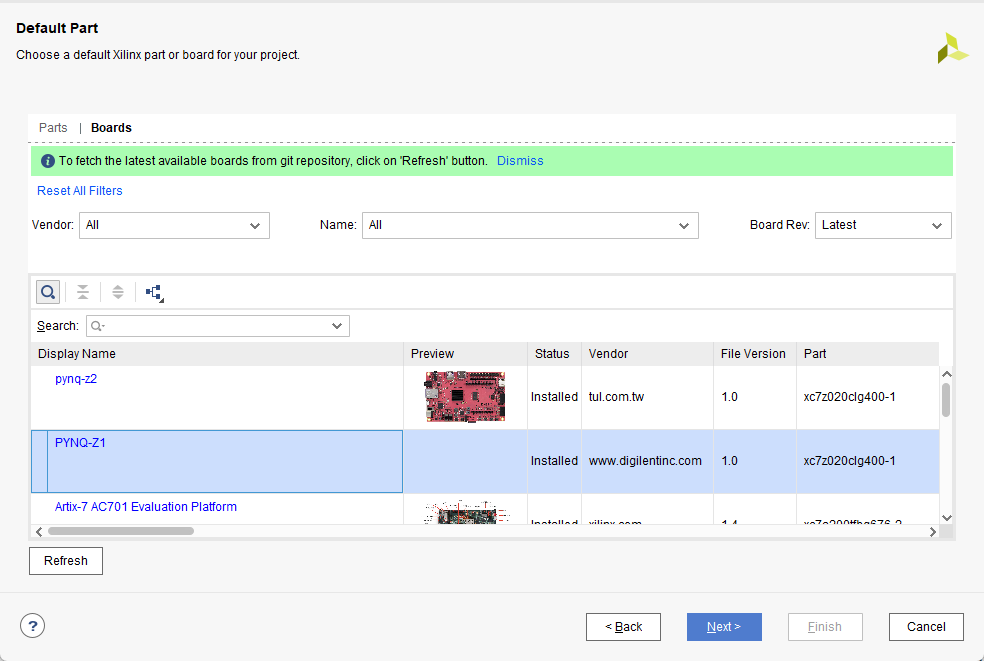 Default Part
Choose a default Xilinx part or board for your project.
Parts | Boards
To fetch the latest available boards from git repository, click on 'Refresh' button. Dismiss
Reset All Filters
Vendor: All Name: All Board Rev: Latest
Search:
Display Name Preview Status Vendor File Version Part
pynq-z2 Installed tul.com.tw 1.0 xc7z020clg400-1
PYNQ-Z1 Installed www.digilentinc.com 1.0 xc7z020clg400-1
Artix-7 AC701 Evaluation Platform Installed xilinx.com 1.4 xc7a200tfbg676-2
Refresh
? < Back Next > Finish Cancel